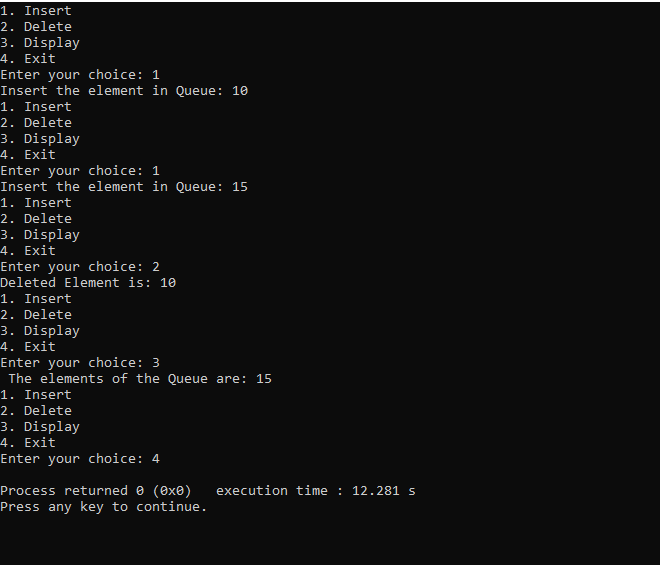 1. Insert
2. Delete
3. Display
4. Exit
Enter your choice: 1
Insert the element in Queue: 10
1. Insert
2. Delete
3. Display
4. Exit
Enter your choice: 1
Insert the element in Queue: 15
1. Insert
2. Delete
3. Display
4. Exit
Enter your choice: 2
Deleted Element is: 10
1. Insert
2. Delete
3. Display
4. Exit
Enter your choice: 3
 The elements of the Queue are: 15
1. Insert
2. Delete
3. Display
4. Exit
Enter your choice: 4

Process returned 0 (0x0)   execution time : 12.281 s
Press any key to continue.